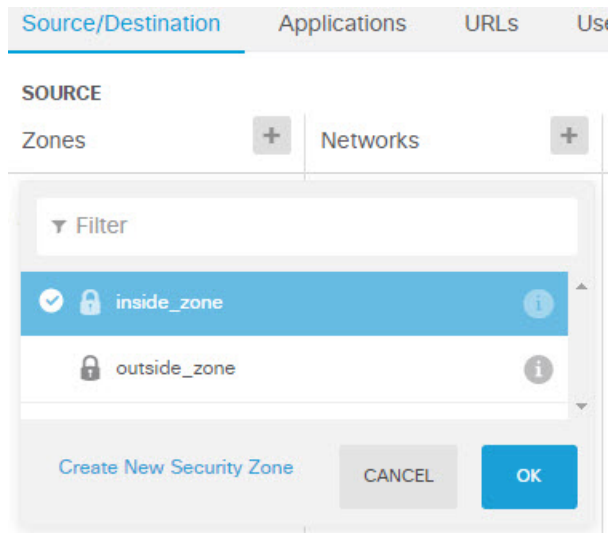 Source/Destination Applications URLs
SOURCE
Zones Networks
Filter
inside_zone
outside_zone
Create New Security Zone CANCEL OK